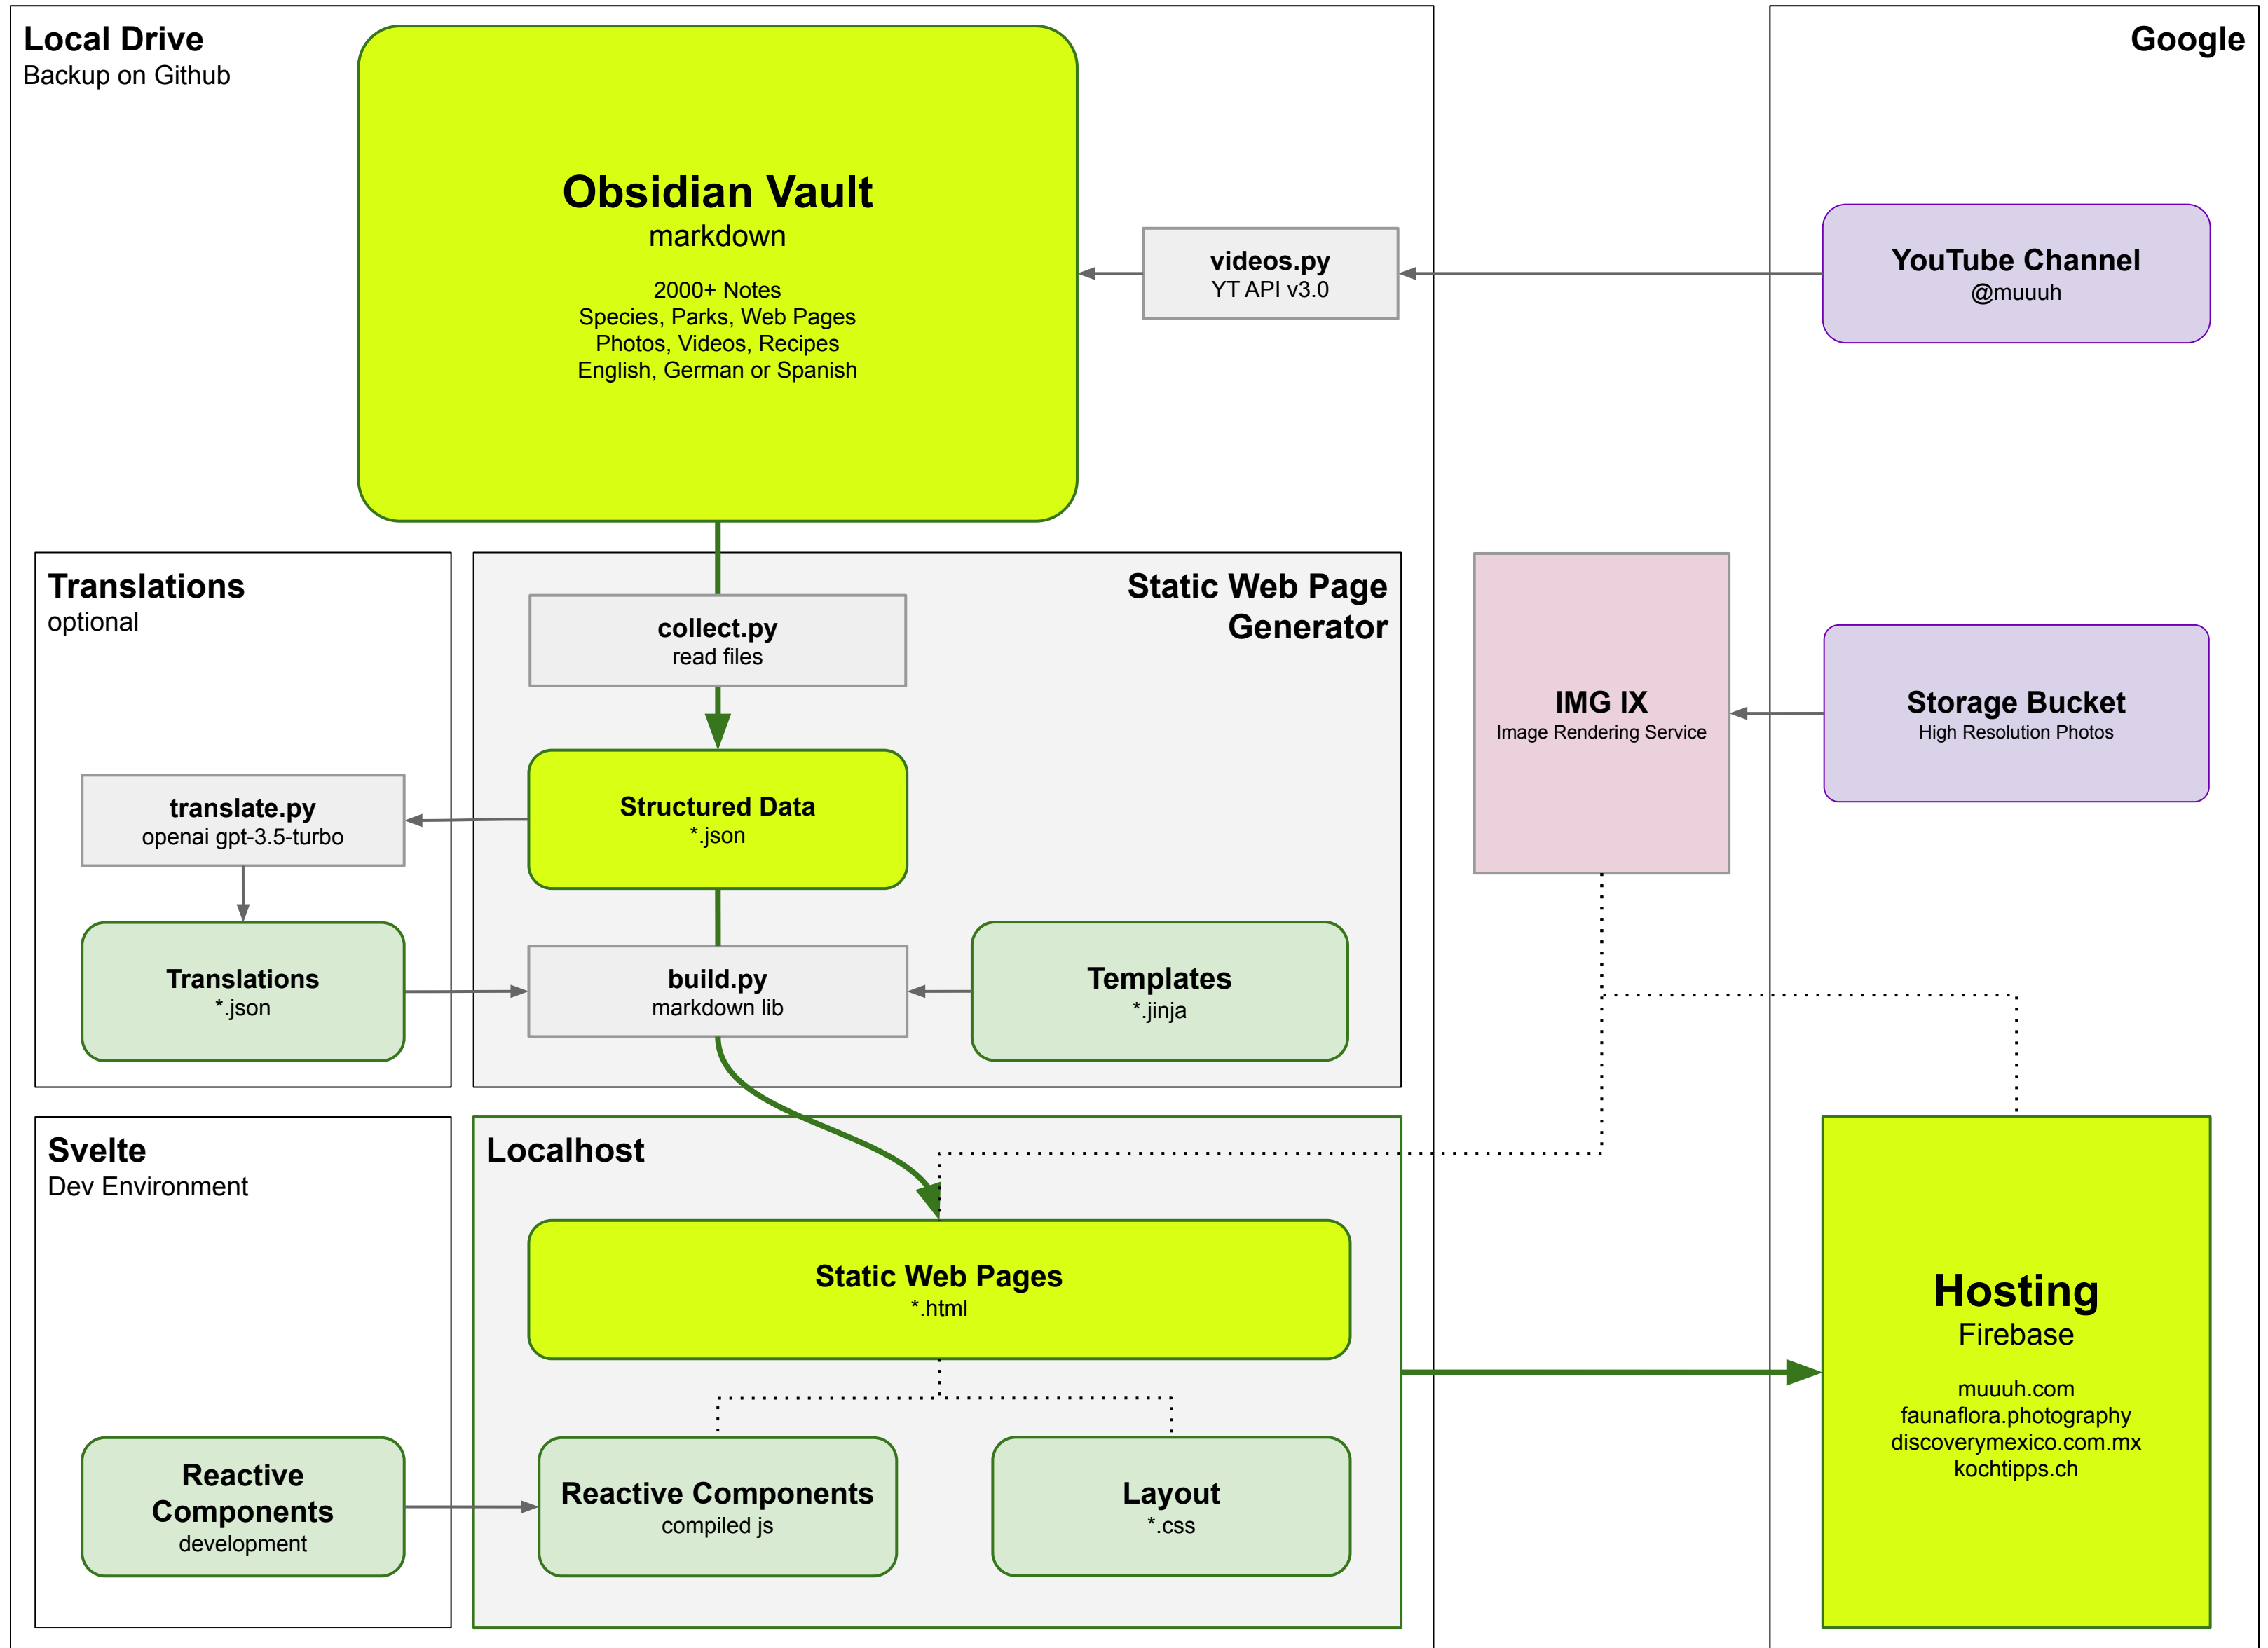 Local Drive
Backup on Github
Google
Obsidian Vault
markdown
2000+ Notes
Species, Parks, Web Pages
Photos, Videos, Recipes
English, German or Spanish
videos.py
YT API v3.0
YouTube Channel
@muuuh
Translations
optional
Static Web Page
Generator
collect.py
read files
IMG IX
Image Rendering Service
Storage Bucket
High Resolution Photos
translate.py
openai gpt-3.5-turbo
Structured Data
*.json
Translations
*.json
build.py
markdown lib
Templates
*.jinja
Svelte
Dev Environment
Localhost
Static Web Pages
*.html
Hosting
Firebase
muuuh.com
faunaflora.photography
discoverymexico.com.mx
kochtipps.ch
Reactive
Components
development
Reactive Components
compiled js
Layout
*.css